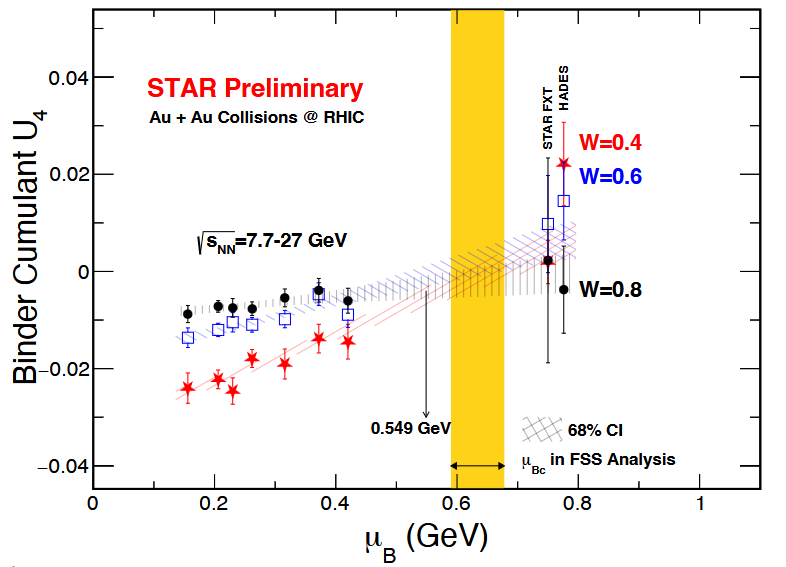 STAR Preliminary
Au + Au Collisions @ RHIC
√sNN=7.7-27 GeV
STAR FXT
HADES
W=0.4
W=0.6
W=0.8
0.549 GeV
68% CI
μBc in FSS Analysis
Binder Cumulant U4
0.04
0.02
0
−0.02
−0.04
0
0.2
0.4
0.6
0.8
1
μB (GeV)